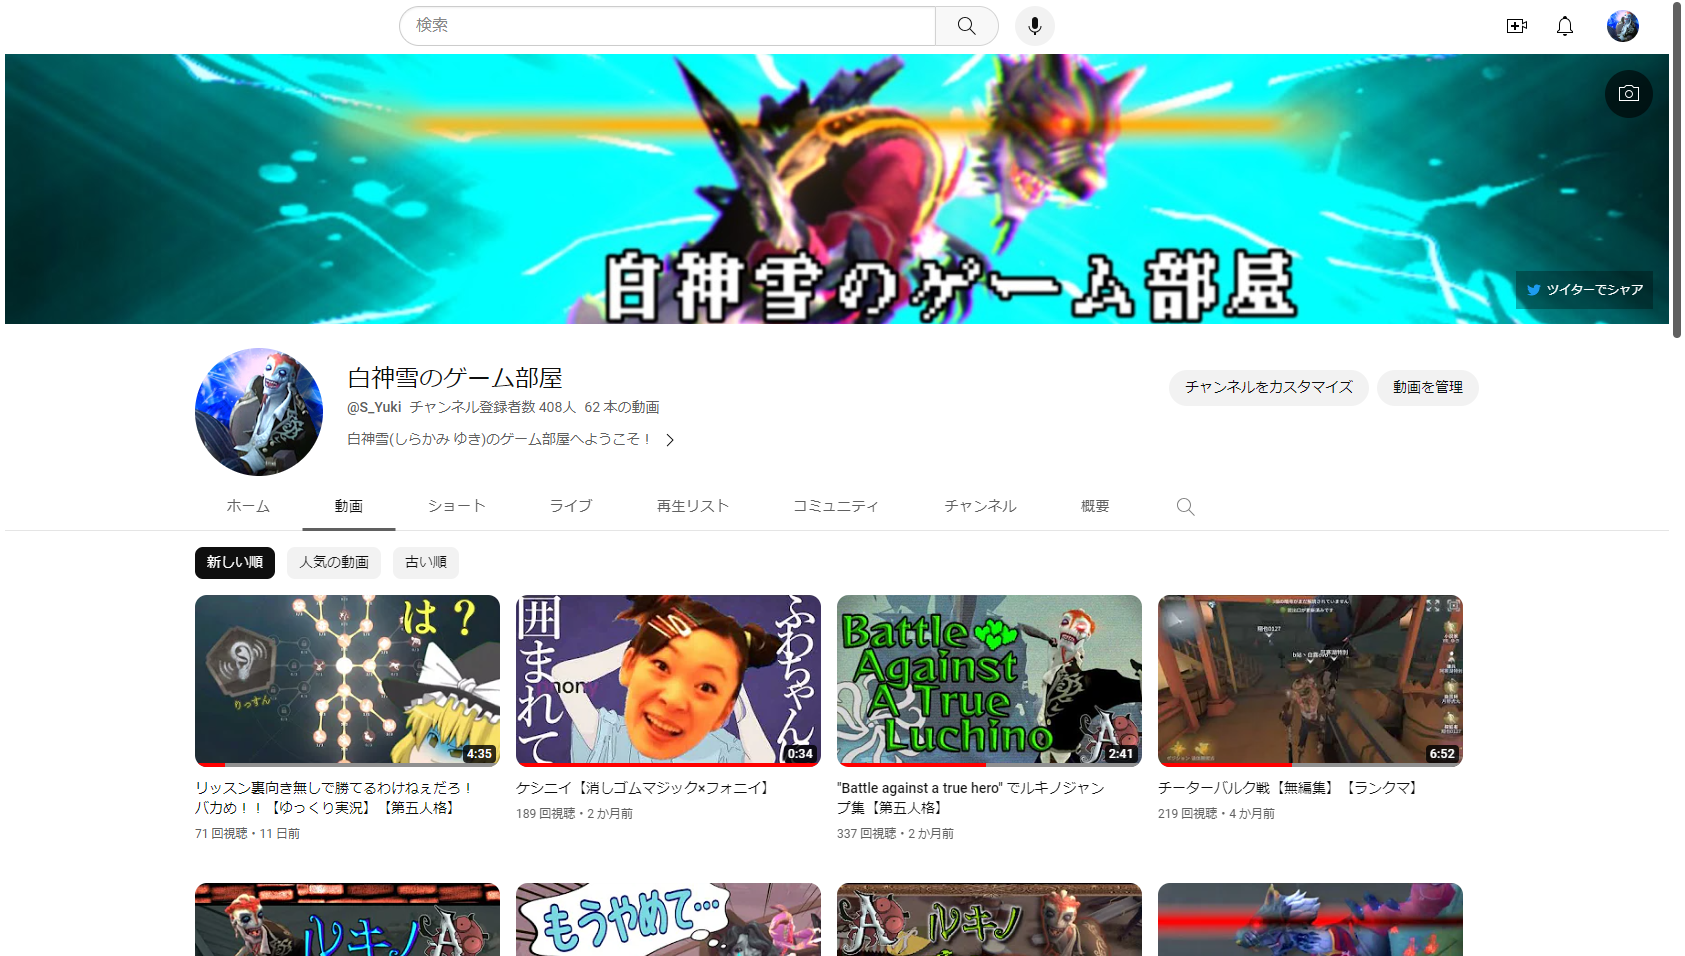 検索
白神雪のゲーム部屋
ツイターでシャア
白神雪のゲーム部屋
チャンネルをカスタマイズ
動画を管理
@S_Yuki チャンネル登録者数 408人 62 本の動画
白神雪(しらかみ ゆき)のゲーム部屋へようこそ！
ホーム
動画
ショート
ライブ
再生リスト
コミュニティ
チャンネル
概要
新しい順
人気の動画
古い順
は？
りっすん
4:35
ふわちゃんに
囲まれて
0:34
Battle
Against
A True
Luchino
2:41
6:52
リッスン裏向き無しで勝てるわけねぇだろ！
バカめ！！【ゆっくり実況】【第五人格】
71 回視聴・11 日前
ケシニイ【消しゴムマジック×フォニイ】
189 回視聴・2 か月前
"Battle against a true hero" でルキノジャン
プ集【第五人格】
337 回視聴・2 か月前
チーターバルク戦【無編集】【ランクマ】
219 回視聴・4 か月前
ルキノ
もうやめて…
ルキノ